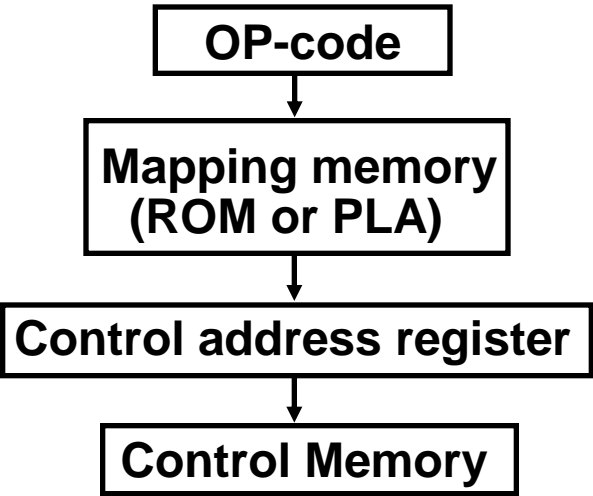 OP-code
Mapping memory
(ROM or PLA)
Control address register
Control Memory